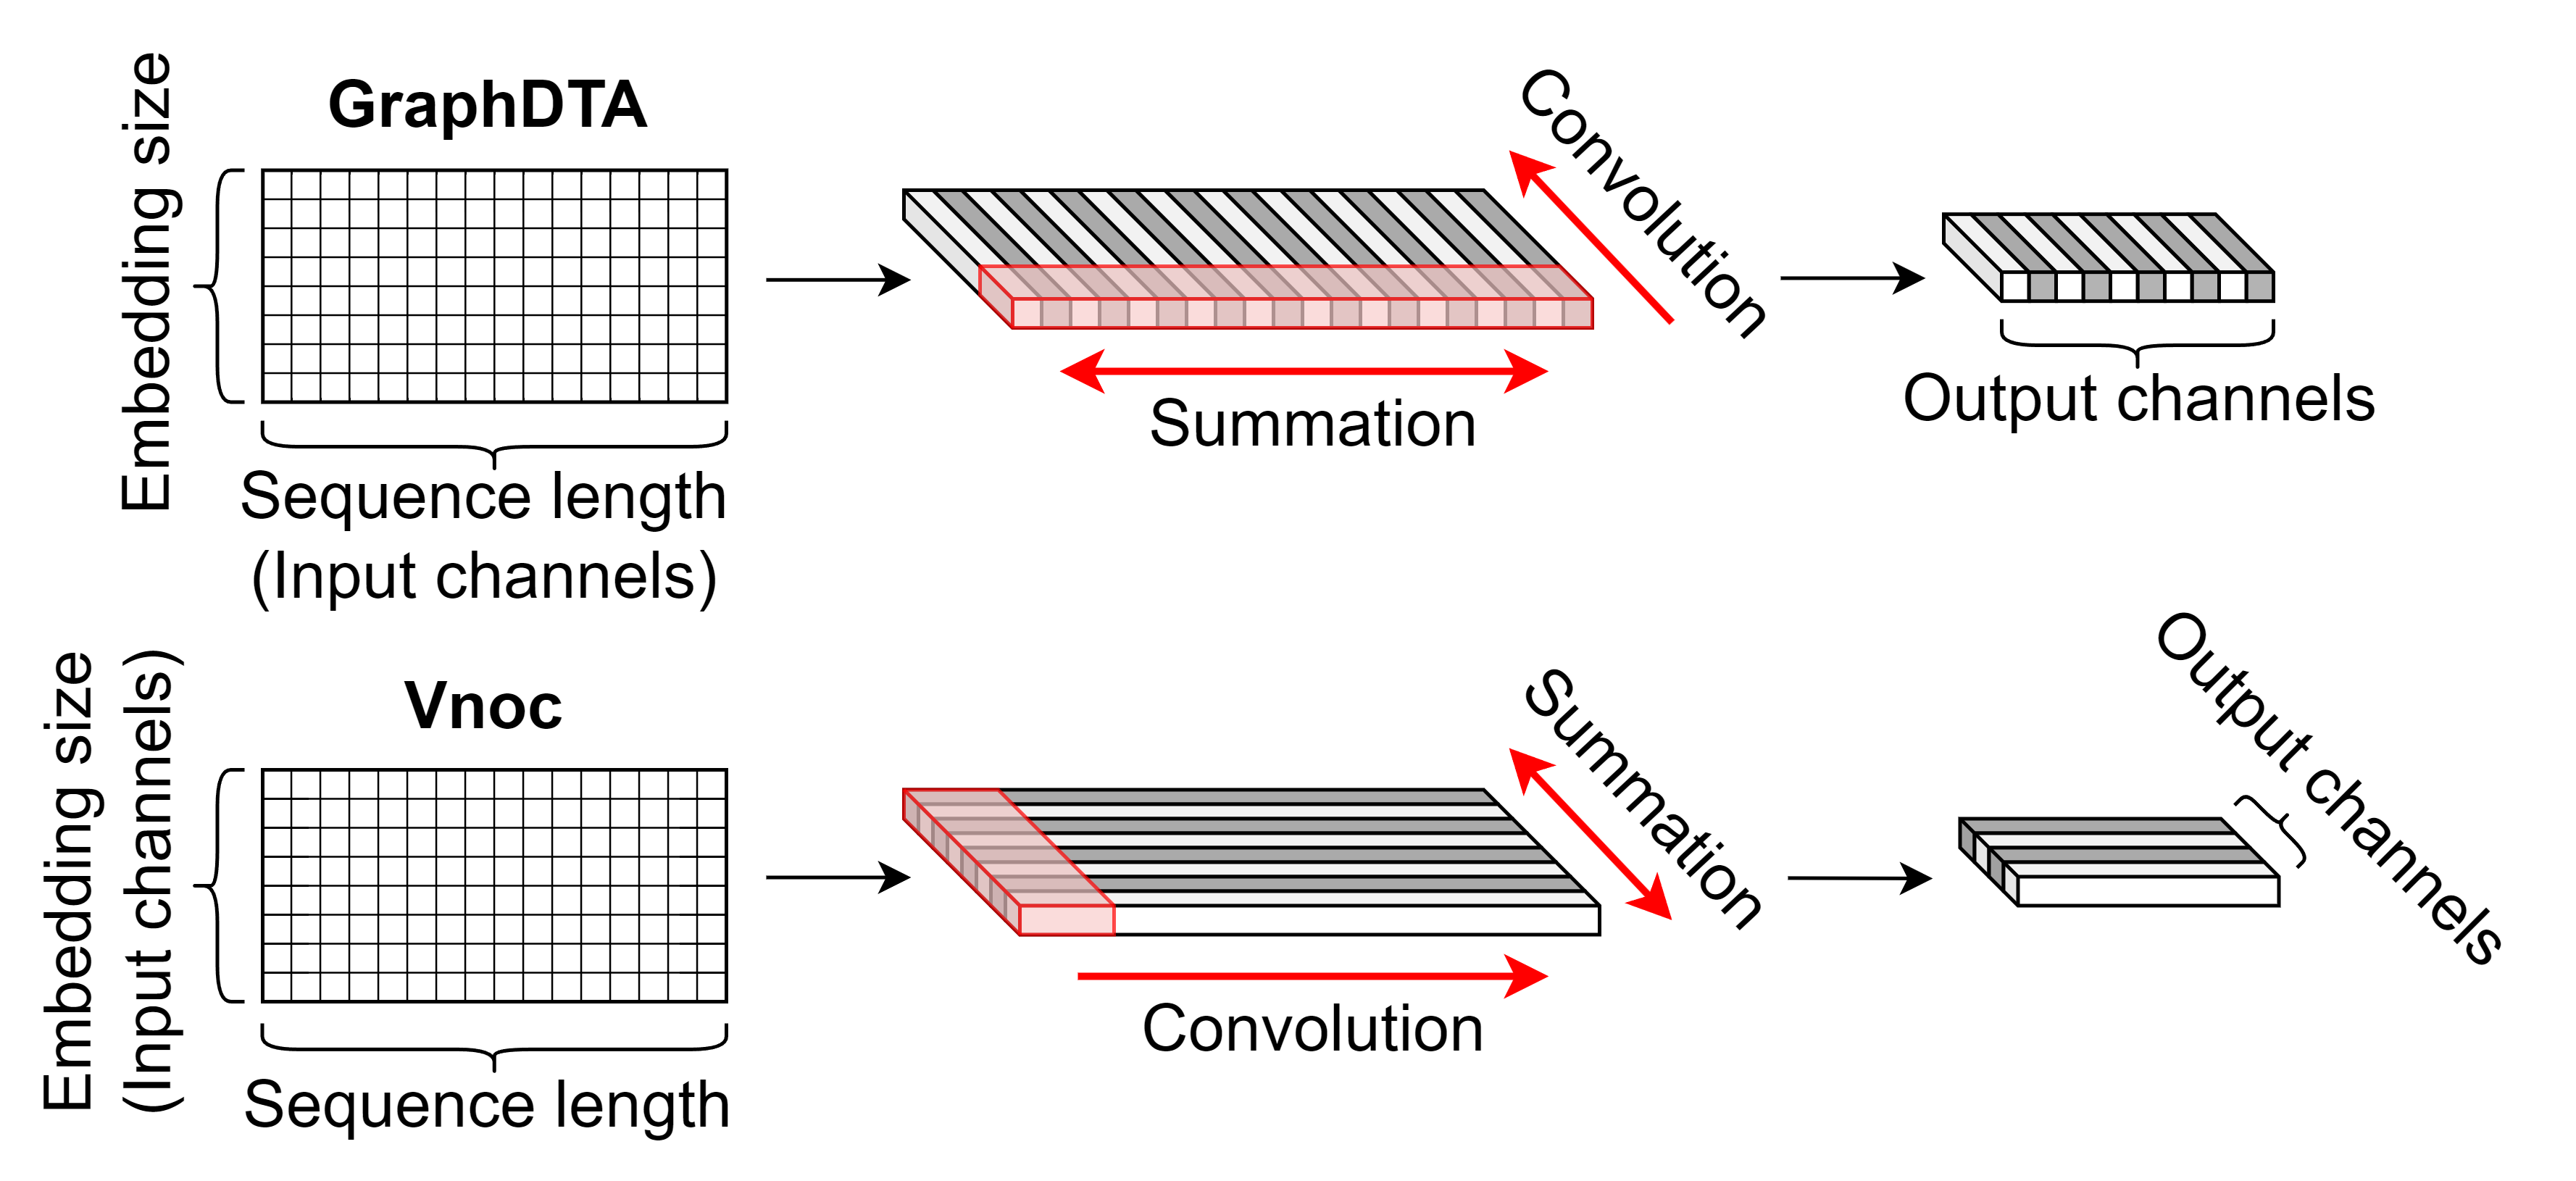 GraphDTA
Embedding size
Sequence length
(Input channels)
Convolution
Summation
Output channels
Vnoc
Embedding size
(Input channels)
Sequence length
Summation
Convolution
Output channels